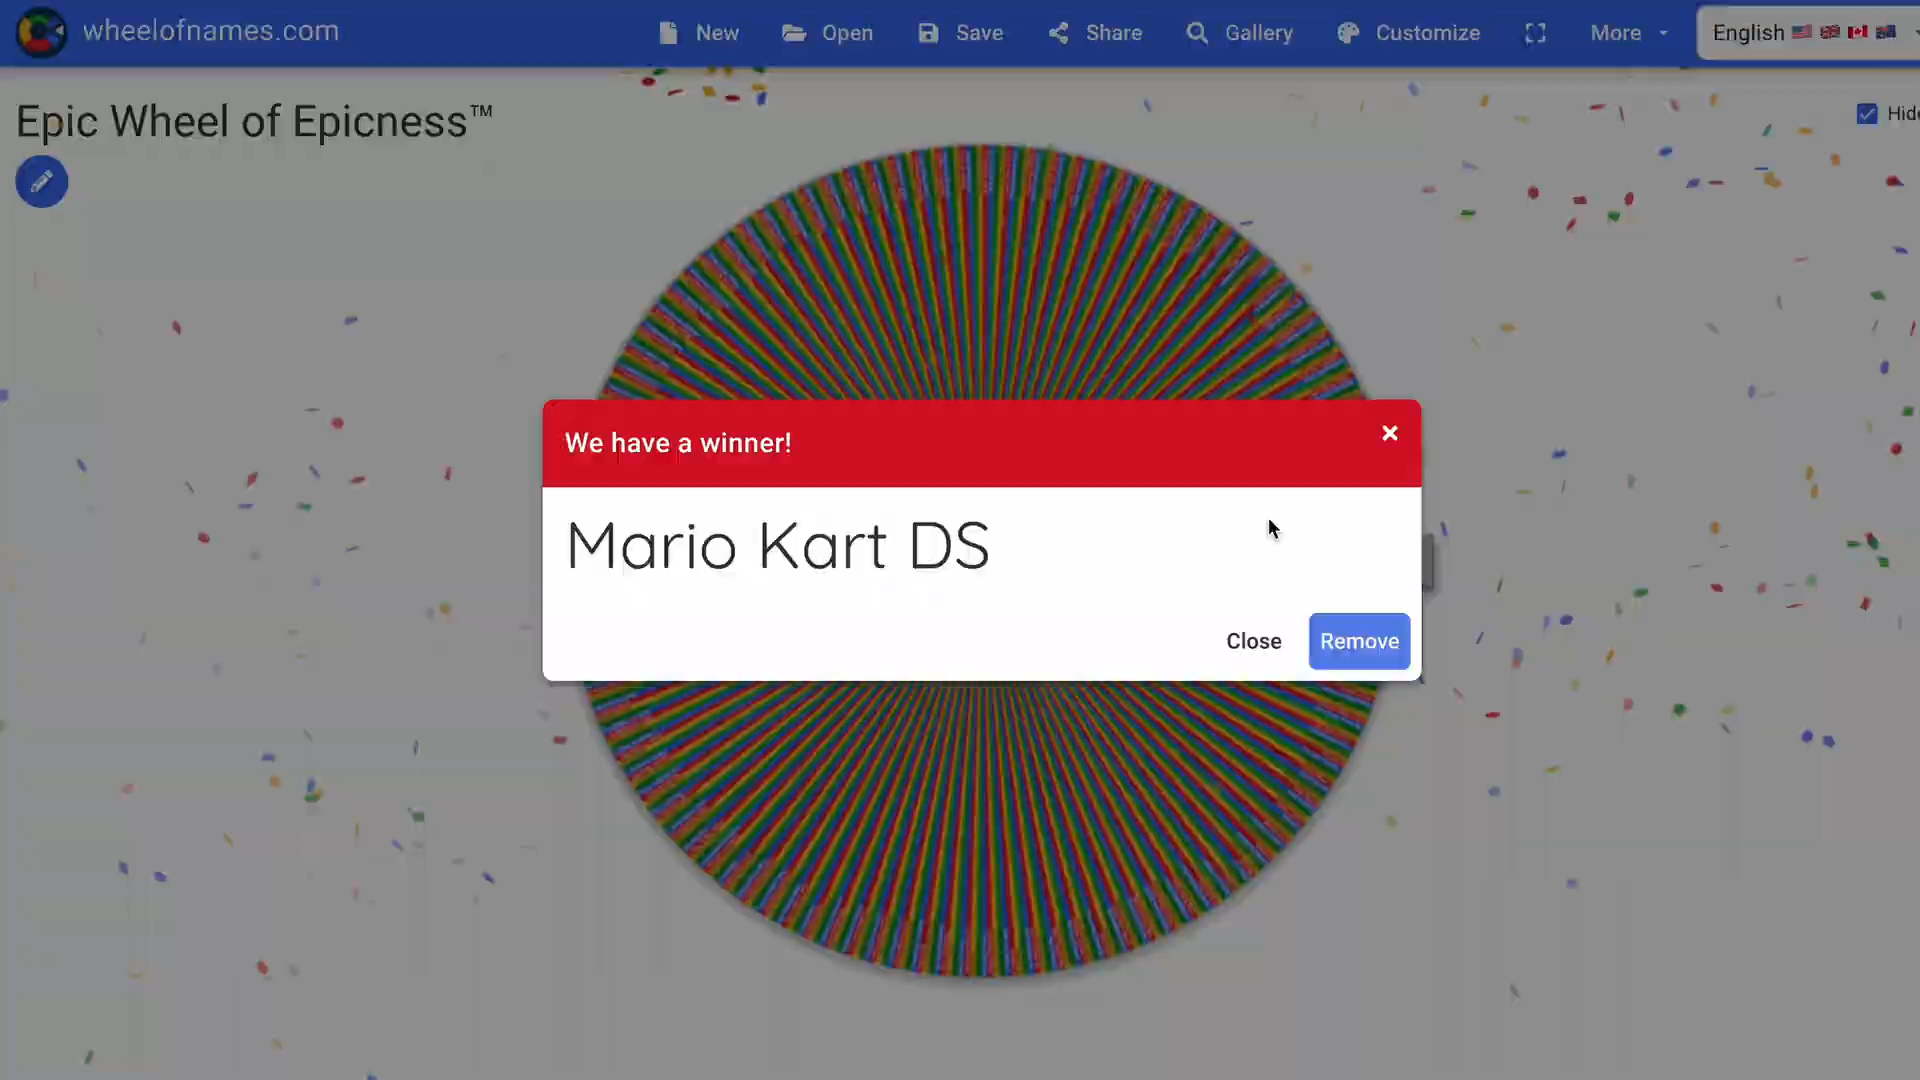 wheelofnames.com
New
Open
Save
Share
Gallery
Customize
More
English
Epic Wheel of Epicness™
We have a winner!
Mario Kart DS
Close
Remove